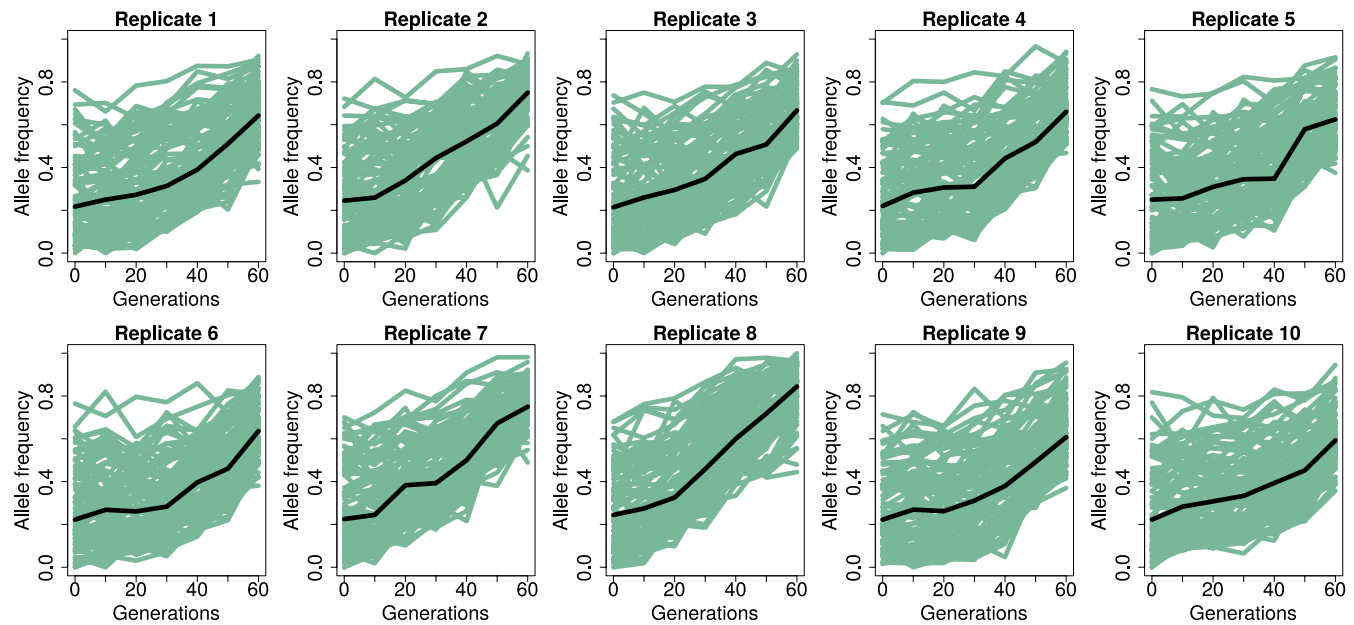 Replicate 1 Replicate 2 Replicate 3 Replicate 4 Replicate 5
Allele frequency Allele frequency Allele frequency Allele frequency Allele frequency
0.8 0.8 0.8 0.8 0.8
0.4 0.4 0.4 0.4 0.4
0.0 0.0 0.0 0.0 0.0
0 20 40 60 0 20 40 60 0 20 40 60 0 20 40 60 0 20 40 60
Generations Generations Generations Generations Generations
Replicate 6 Replicate 7 Replicate 8 Replicate 9 Replicate 10
Allele frequency Allele frequency Allele frequency Allele frequency Allele frequency
0.8 0.8 0.8 0.8 0.8
0.4 0.4 0.4 0.4 0.4
0.0 0.0 0.0 0.0 0.0
0 20 40 60 0 20 40 60 0 20 40 60 0 20 40 60 0 20 40 60
Generations Generations Generations Generations Generations